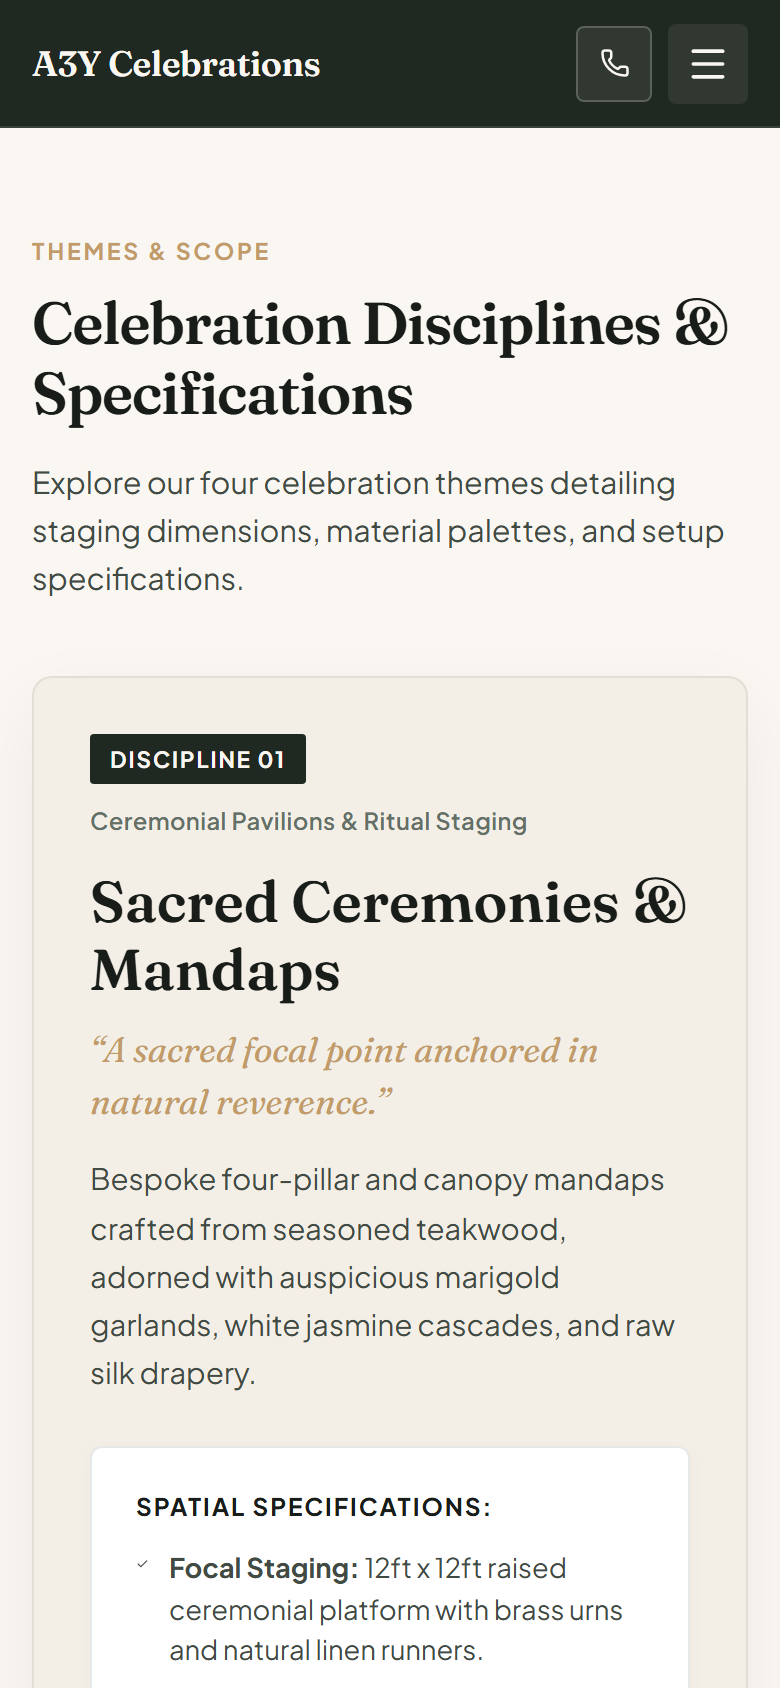 A3Y Celebrations
THEMES & SCOPE
Celebration Disciplines &
Specifications
Explore our four celebration themes detailing
staging dimensions, material palettes, and setup
specifications.
DISCIPLINE 01
Ceremonial Pavilions & Ritual Staging
Sacred Ceremonies &
Mandaps
“A sacred focal point anchored in
natural reverence.”
Bespoke four-pillar and canopy mandaps
crafted from seasoned teakwood,
adorned with auspicious marigold
garlands, white jasmine cascades, and raw
silk drapery.
SPATIAL SPECIFICATIONS:
Focal Staging: 12ft x 12ft raised
ceremonial platform with brass urns
and natural linen runners.